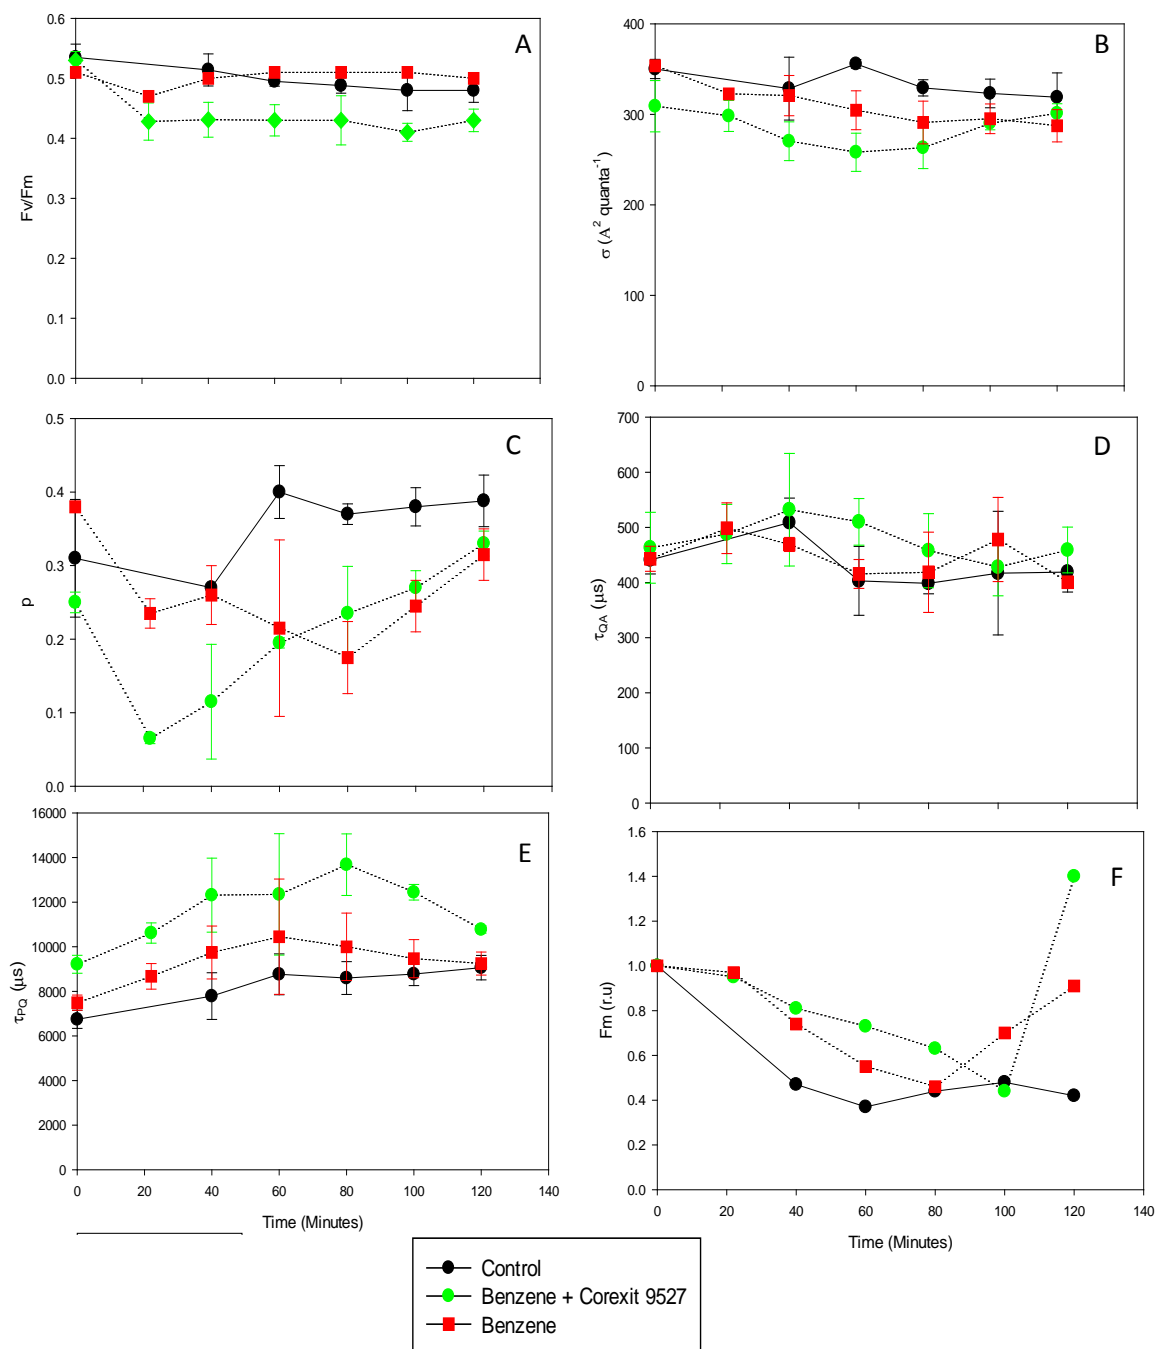 A
0.6
0.5
0.4
0.3
0.2
0.1
0.0
Fv/Fm
B
400
300
200
100
0
σ (A² quanta⁻¹)
C
0.5
0.4
0.3
0.2
0.1
0.0
p
D
700
600
500
400
300
200
100
0
τQA (μs)
E
16000
14000
12000
10000
8000
6000
4000
2000
0
τPQ (μs)
0 20 40 60 80 100 120 140
Time (Minutes)
F
1.6
1.4
1.2
1.0
0.8
0.6
0.4
0.2
0.0
Fm (r.u)
0 20 40 60 80 100 120 140
Time (Minutes)
Control
Benzene + Corexit 9527
Benzene